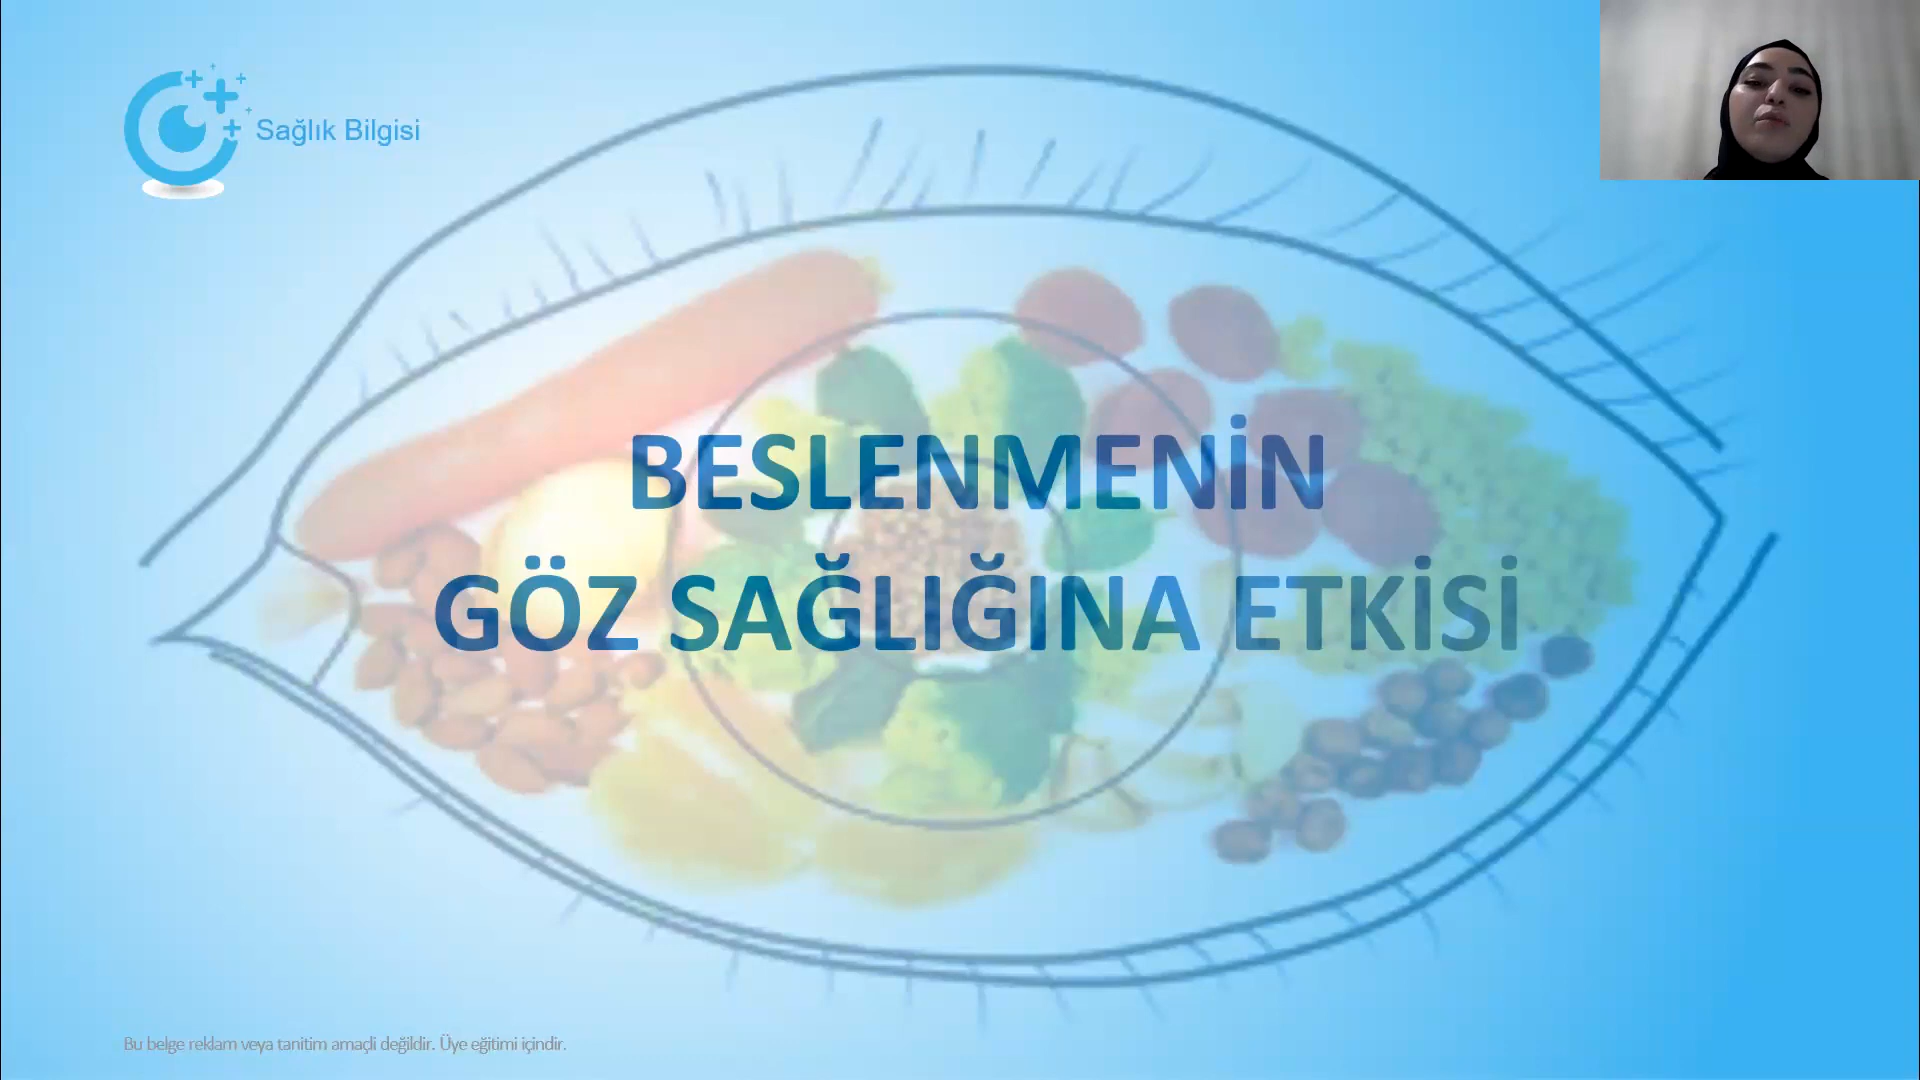 Sağlık Bilgisi
BESLENMENİN
GÖZ SAĞLIĞINA ETKİSİ
Bu belge reklam veya tanitim amaçli değildir. Üye eğitimi içindir.